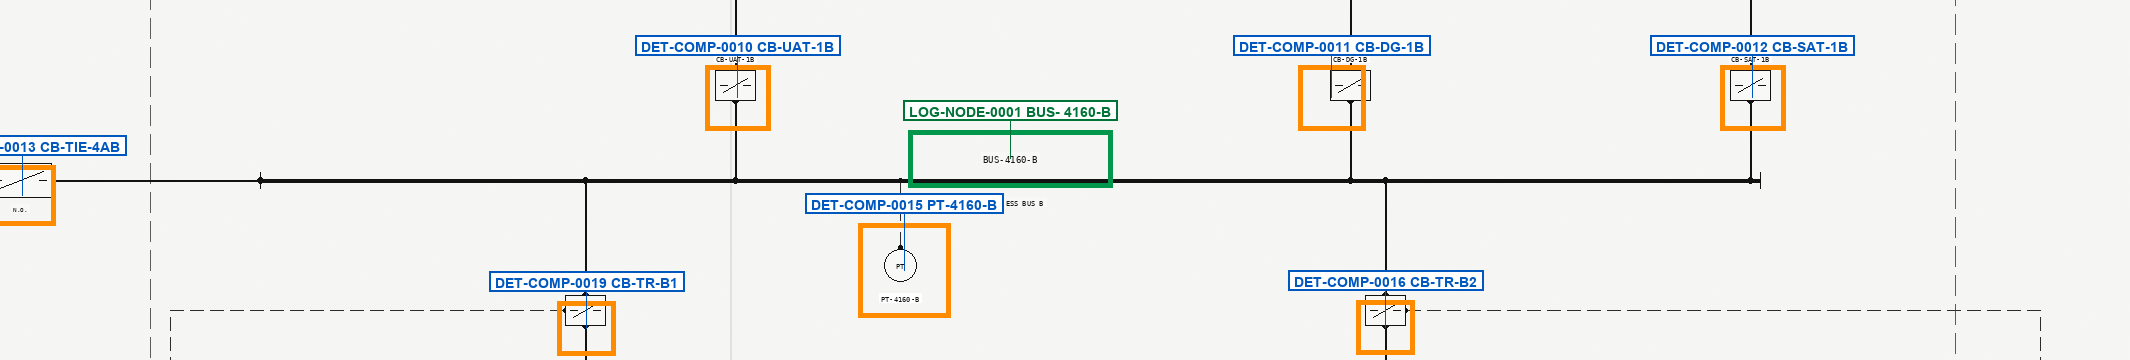 DET-COMP-0010 CB-UAT-1B
DET-COMP-0011 CB-DG-1B
DET-COMP-0012 CB-SAT-1B
CB-UAT-1B
CB-DG-1B
CB-SAT-1B
LOG-NODE-0001 BUS- 4160-B
-0013 CB-TIE-4AB
BUS-4160-B
DET-COMP-0015 PT-4160-B
ESS BUS B
N.O.
PT
DET-COMP-0019 CB-TR-B1
DET-COMP-0016 CB-TR-B2
PT-4160-B